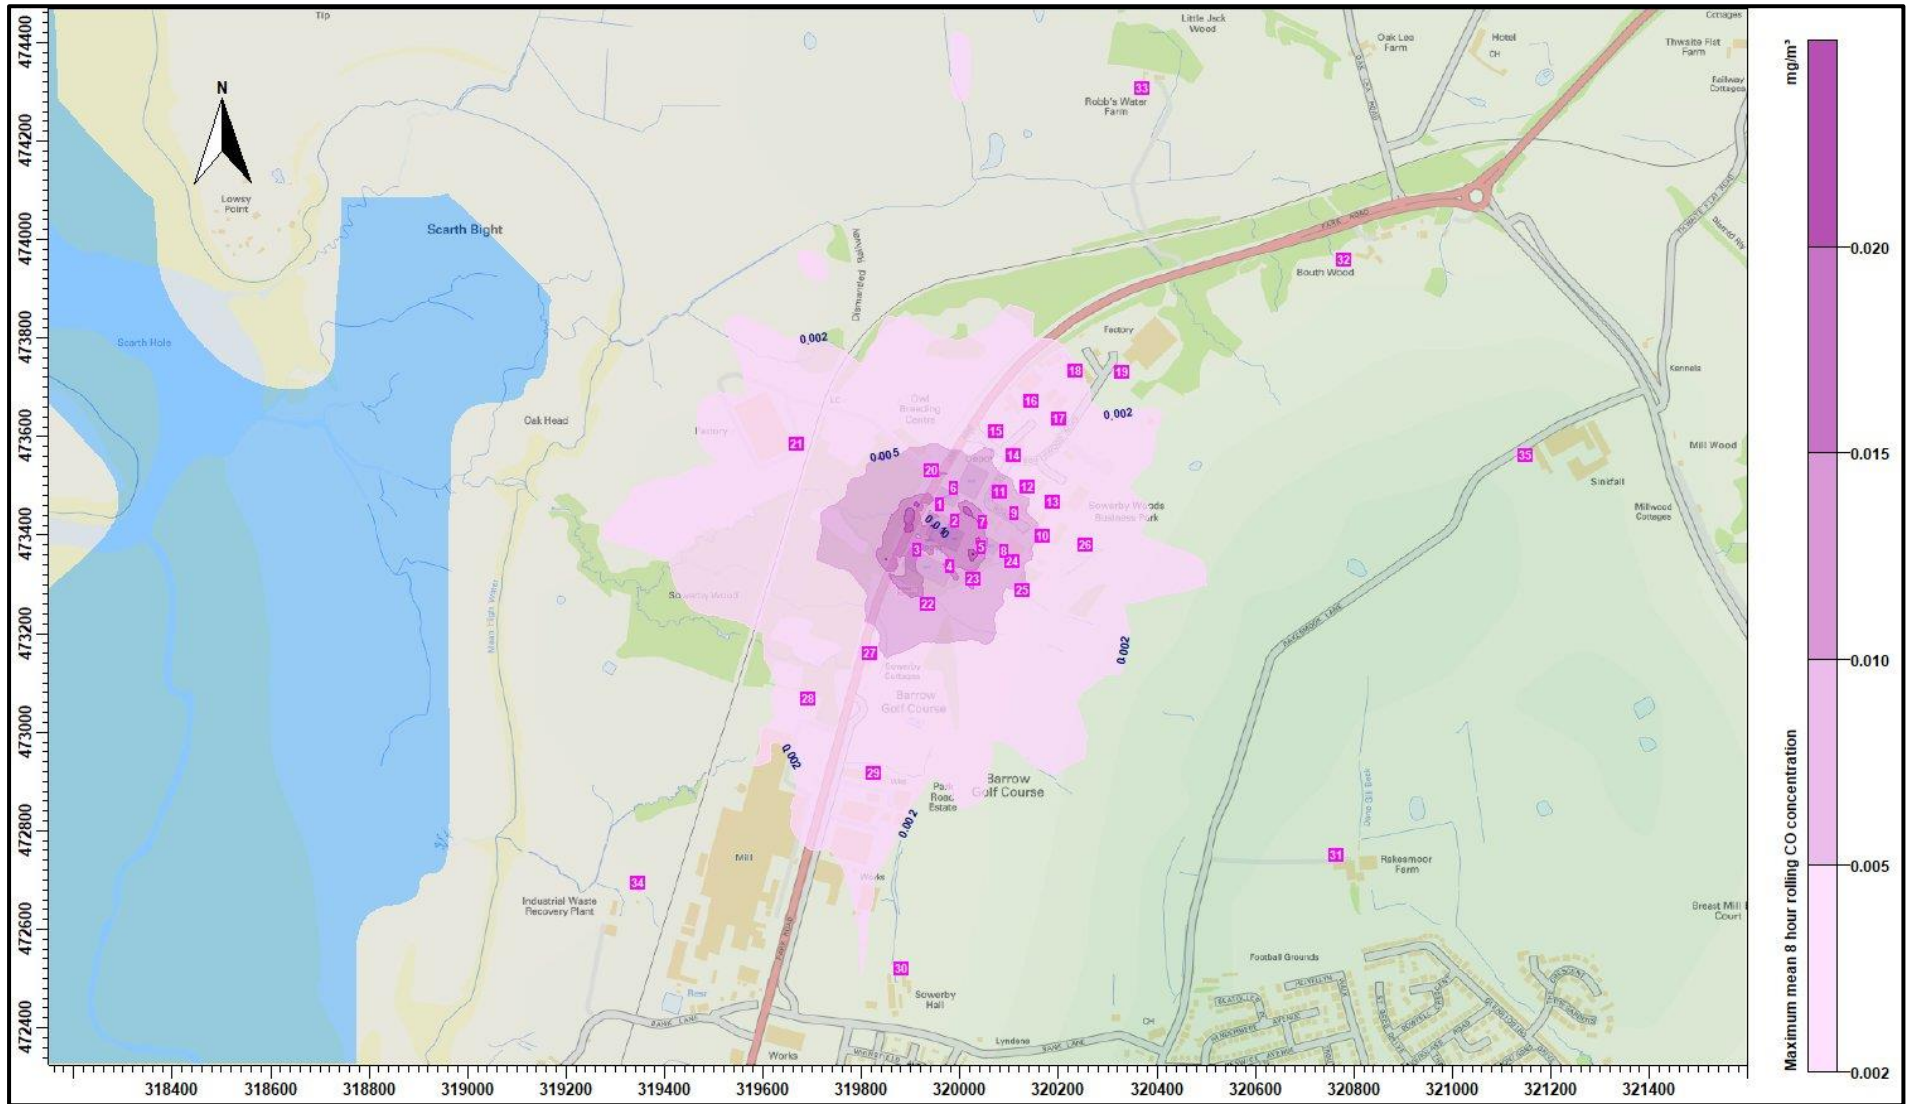 Tip
Little Jack
Wood
Cottages
Oak Lea
Farm
Hotel
CH
Thwaite Flat
Farm
Railway
Cottages
mg/m³
N
33
Robb's Water
Farm
Lowsy
Point
Scarth Bight
PARK ROAD
Dismantled Railway
32
Bouth Wood
Scarth Hole
0.002
Factory
18
19
Kennels
16
17
0.002
Oak Head
LC
Owl
Breeding
Centre
Factory
21
15
14
0.005
20
35
Mill Wood
Sinkfall
6
11
12
13
1
2
7
9
0.010
Sowerby Woods
Business Park
Millwood
Cottages
3
5
8
10
26
4
24
23
25
22
Sowerby Wood
Mean High Water
RAKESMOOR LANE
27
0.002
Sowerby
Cottages
28
Barrow
Golf Course
0.002
29
Park
Road
Estate
Barrow
Golf Course
0.002
Mill
31
Rakesmoor
Farm
34
Works
Industrial Waste
Recovery Plant
Breast Mill
Court
PARK ROAD
30
Football Grounds
Sowerby
Hall
BANK LANE
Lyndene
BANK LANE
CH
Works
474400
474200
474000
473800
473600
473400
473200
473000
472800
472600
472400
318400
318600
318800
319000
319200
319400
319600
319800
320000
320200
320400
320600
320800
321000
321200
321400
0.020
0.015
0.010
0.005
0.002
Maximum mean 8 hour rolling CO concentration